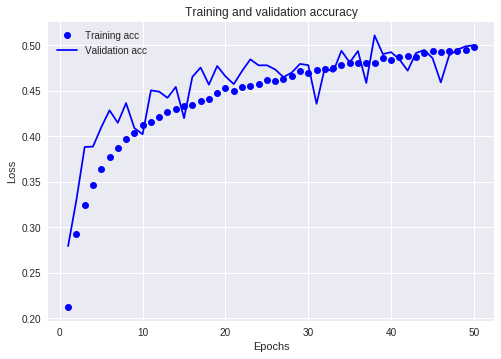 Training and validation accuracy
Training acc
Validation acc
0.50
0.45
0.40
0.35
0.30
0.25
0.20
Loss
0
10
20
30
40
50
Epochs